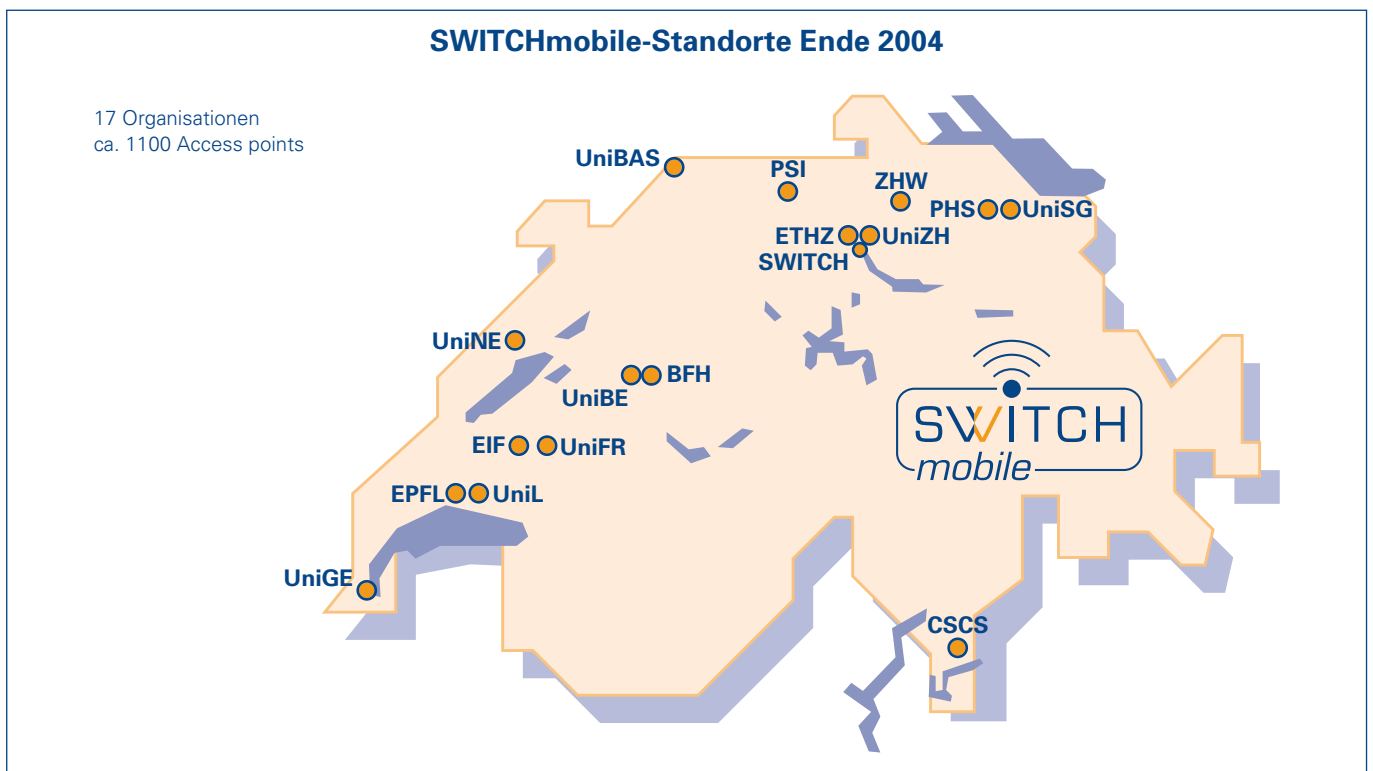 SWITCHmobile-Standorte Ende 2004
17 Organisationen
ca. 1100 Access points
UniBAS
PSI
ZHW
PHS UniSG
ETHZ UniZH
SWITCH
UniNE
BFH
UniBE
EIF UniFR
SWITCH
mobile
EPFL UniL
UniGE
CSCS